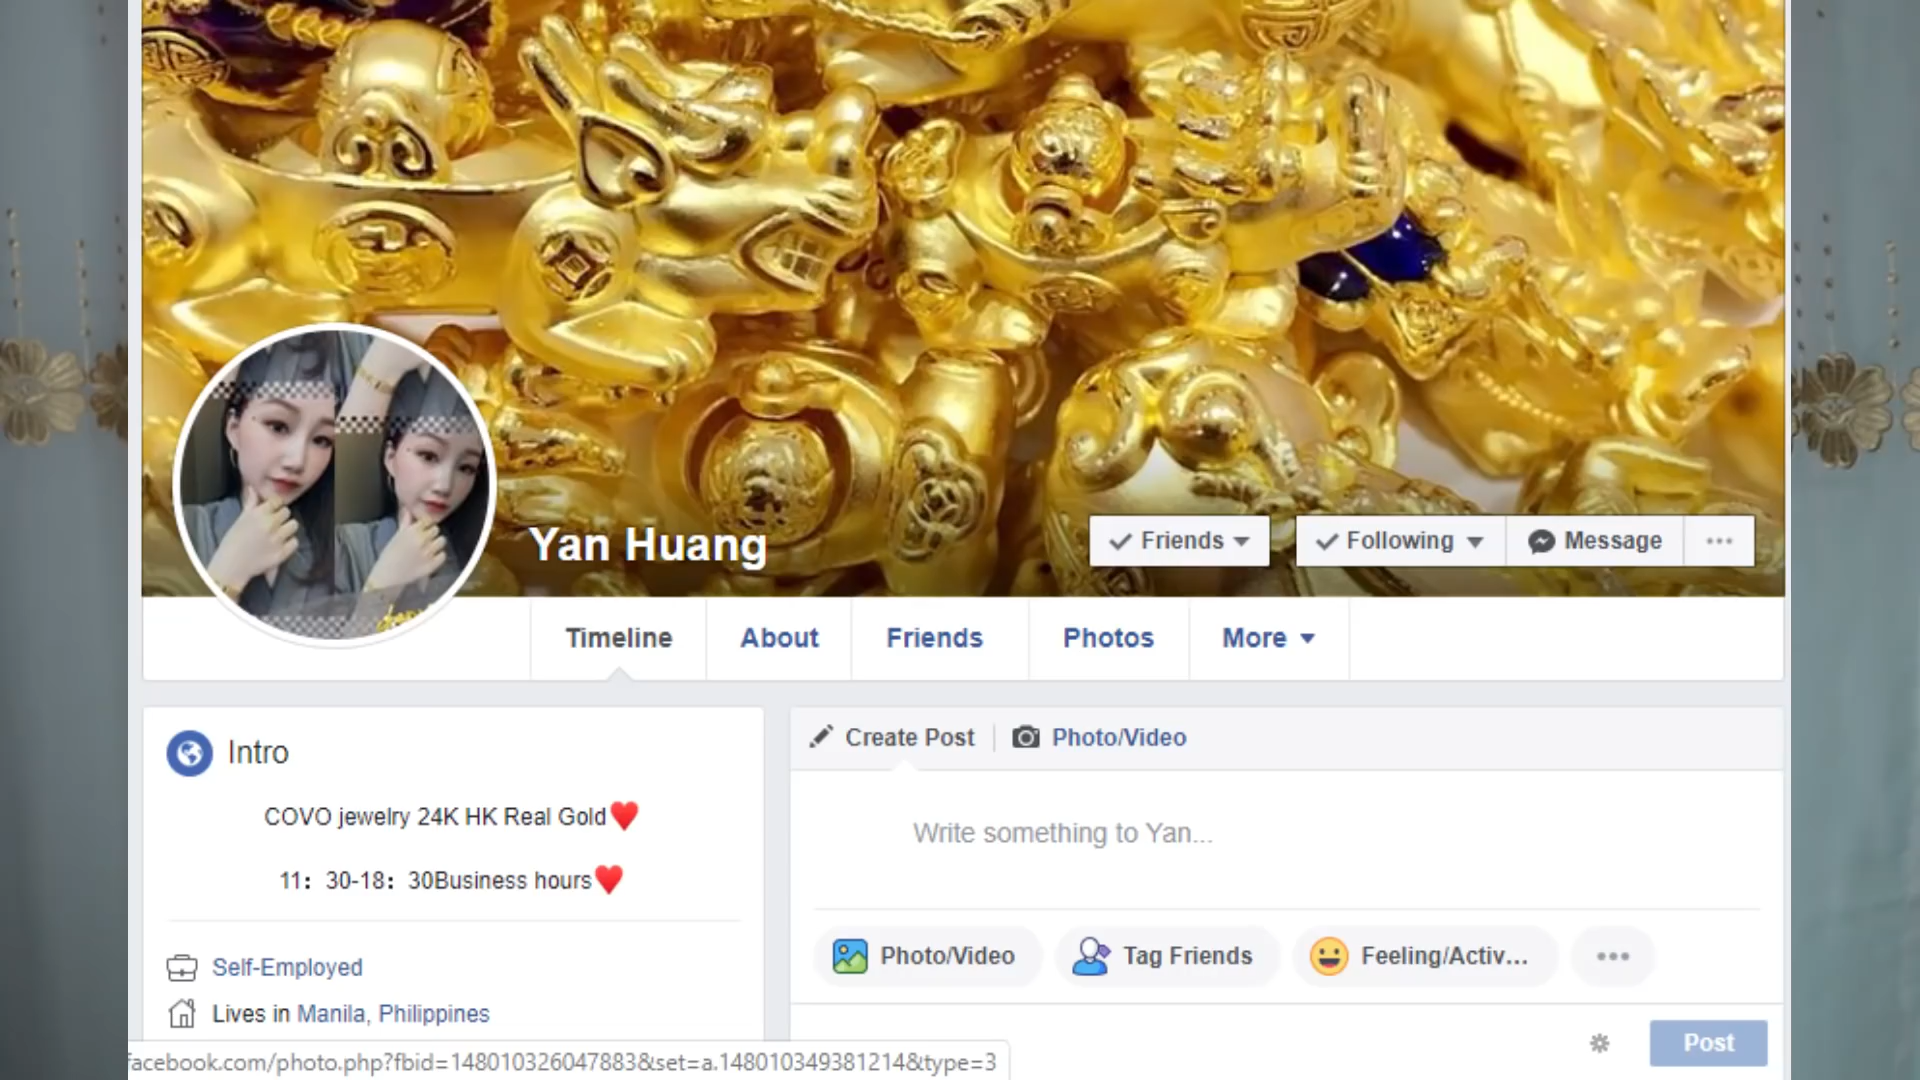 Yan Huang
Friends
Following
Message
Timeline
About
Friends
Photos
More
Intro
COVO jewelry 24K HK Real Gold❤️
11：30-18：30Business hours❤️
Self-Employed
Lives in Manila, Philippines
Create Post
Photo/Video
Write something to Yan...
Photo/Video
Tag Friends
Feeling/Activ...
Post
facebook.com/photo.php?fbid=148010326047883&set=a.148010349381214&type=3